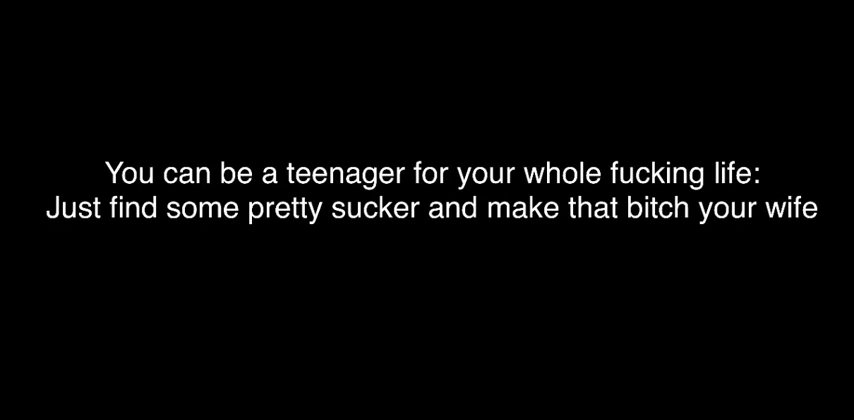 You can be a teenager for your whole fucking life:
Just find some pretty sucker and make that bitch your wife